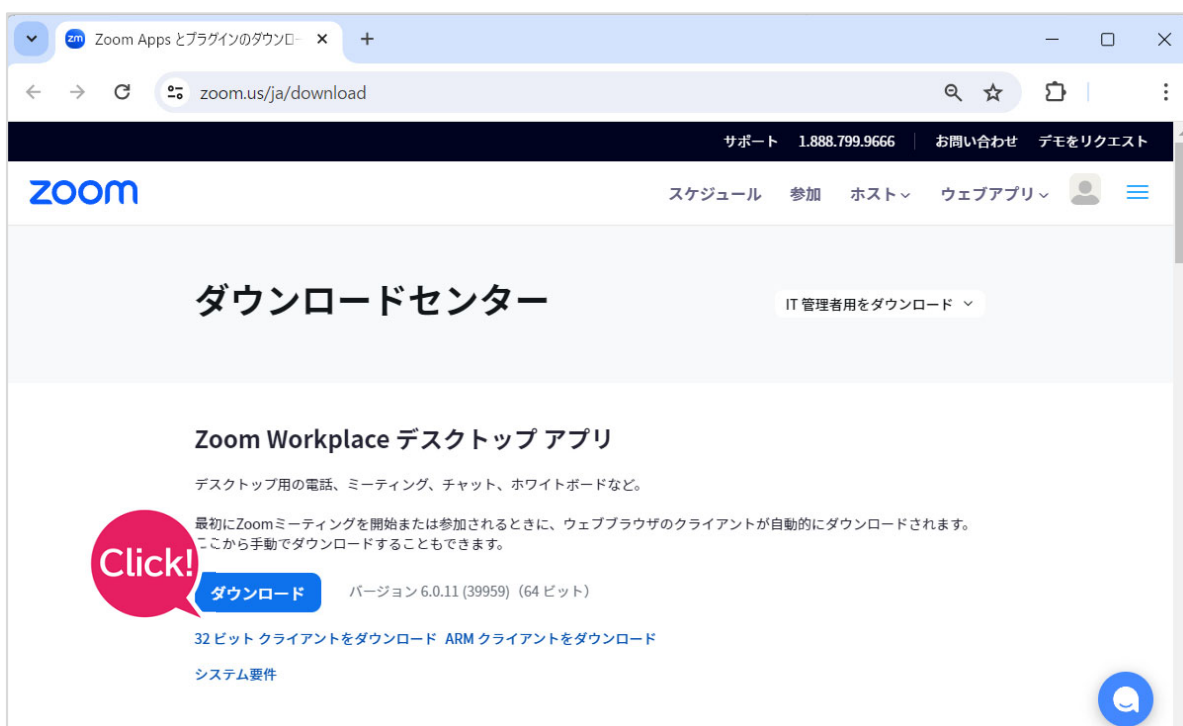 zm Zoom Apps とプラグインのダウンロー
zoom.us/ja/download
サポート 1.888.799.9666 お問い合わせ デモをリクエスト
zoom スケジュール 参加 ホスト ウェブアプリ
ダウンロードセンター
IT 管理者用をダウンロード
Zoom Workplace デスクトップ アプリ
デスクトップ用の電話、ミーティング、チャット、ホワイトボードなど。
最初にZoomミーティングを開始または参加されるときに、ウェブブラウザのクライアントが自動的にダウンロードされます。
ここから手動でダウンロードすることもできます。
Click!
ダウンロード バージョン 6.0.11 (39959)（64 ビット）
32 ビット クライアントをダウンロード ARM クライアントをダウンロード
システム要件